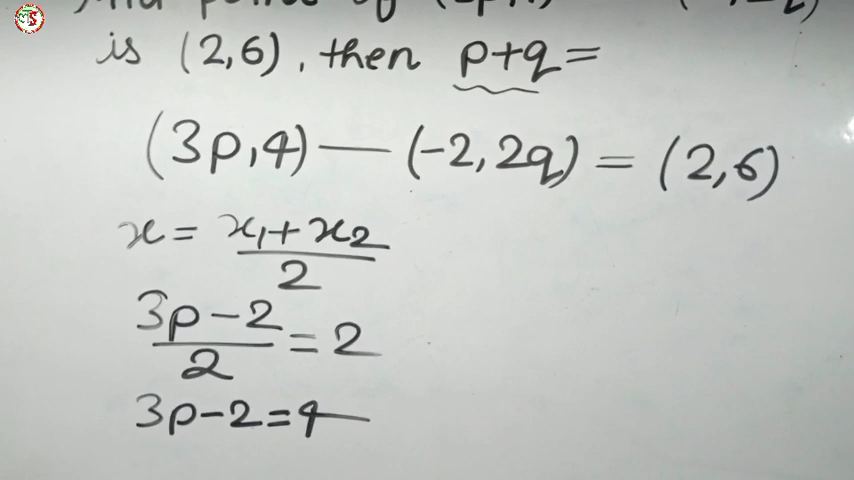 is (2,6), then p+q=
(3p,4) — (-2,2q) = (2,6)
x = x₁+x₂/2
3p-2/2 = 2
3p-2=4